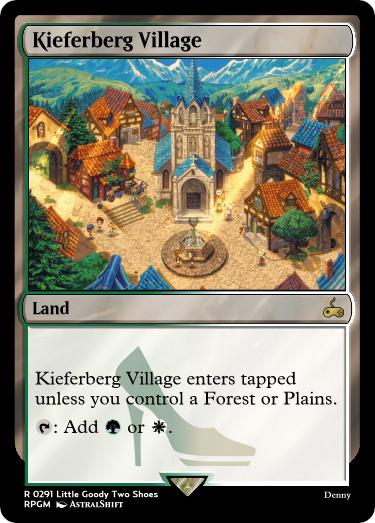 Kieferberg Village
Land
Kieferberg Village enters tapped
unless you control a Forest or Plains.
: Add or .
R 0291 Little Goody Two Shoes
RPGM AstralShift
Denny